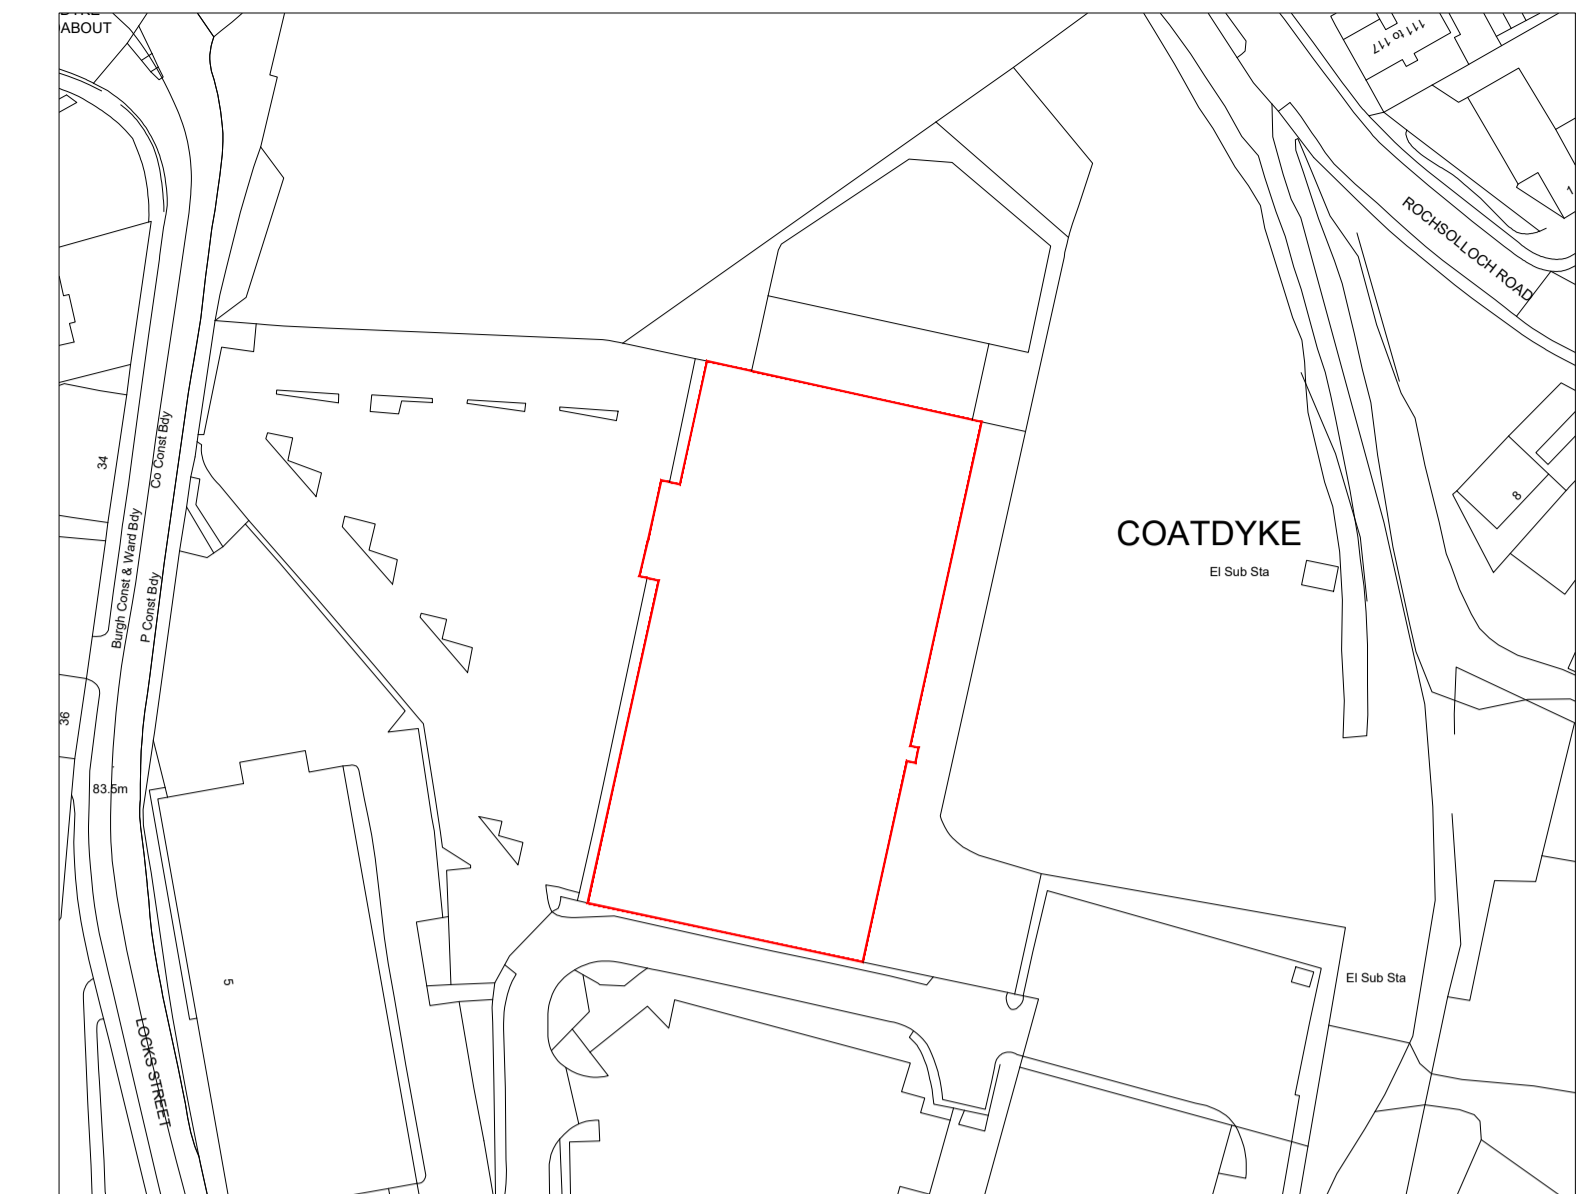 ABOUT
111 to 117
ROCHSOLLOCH ROAD
34
Co Const Bdy
Burgh Const & Ward Bdy
P Const Bdy
COATDYKE
El Sub Sta
8
36
83.5m
5
El Sub Sta
LOCKS STREET